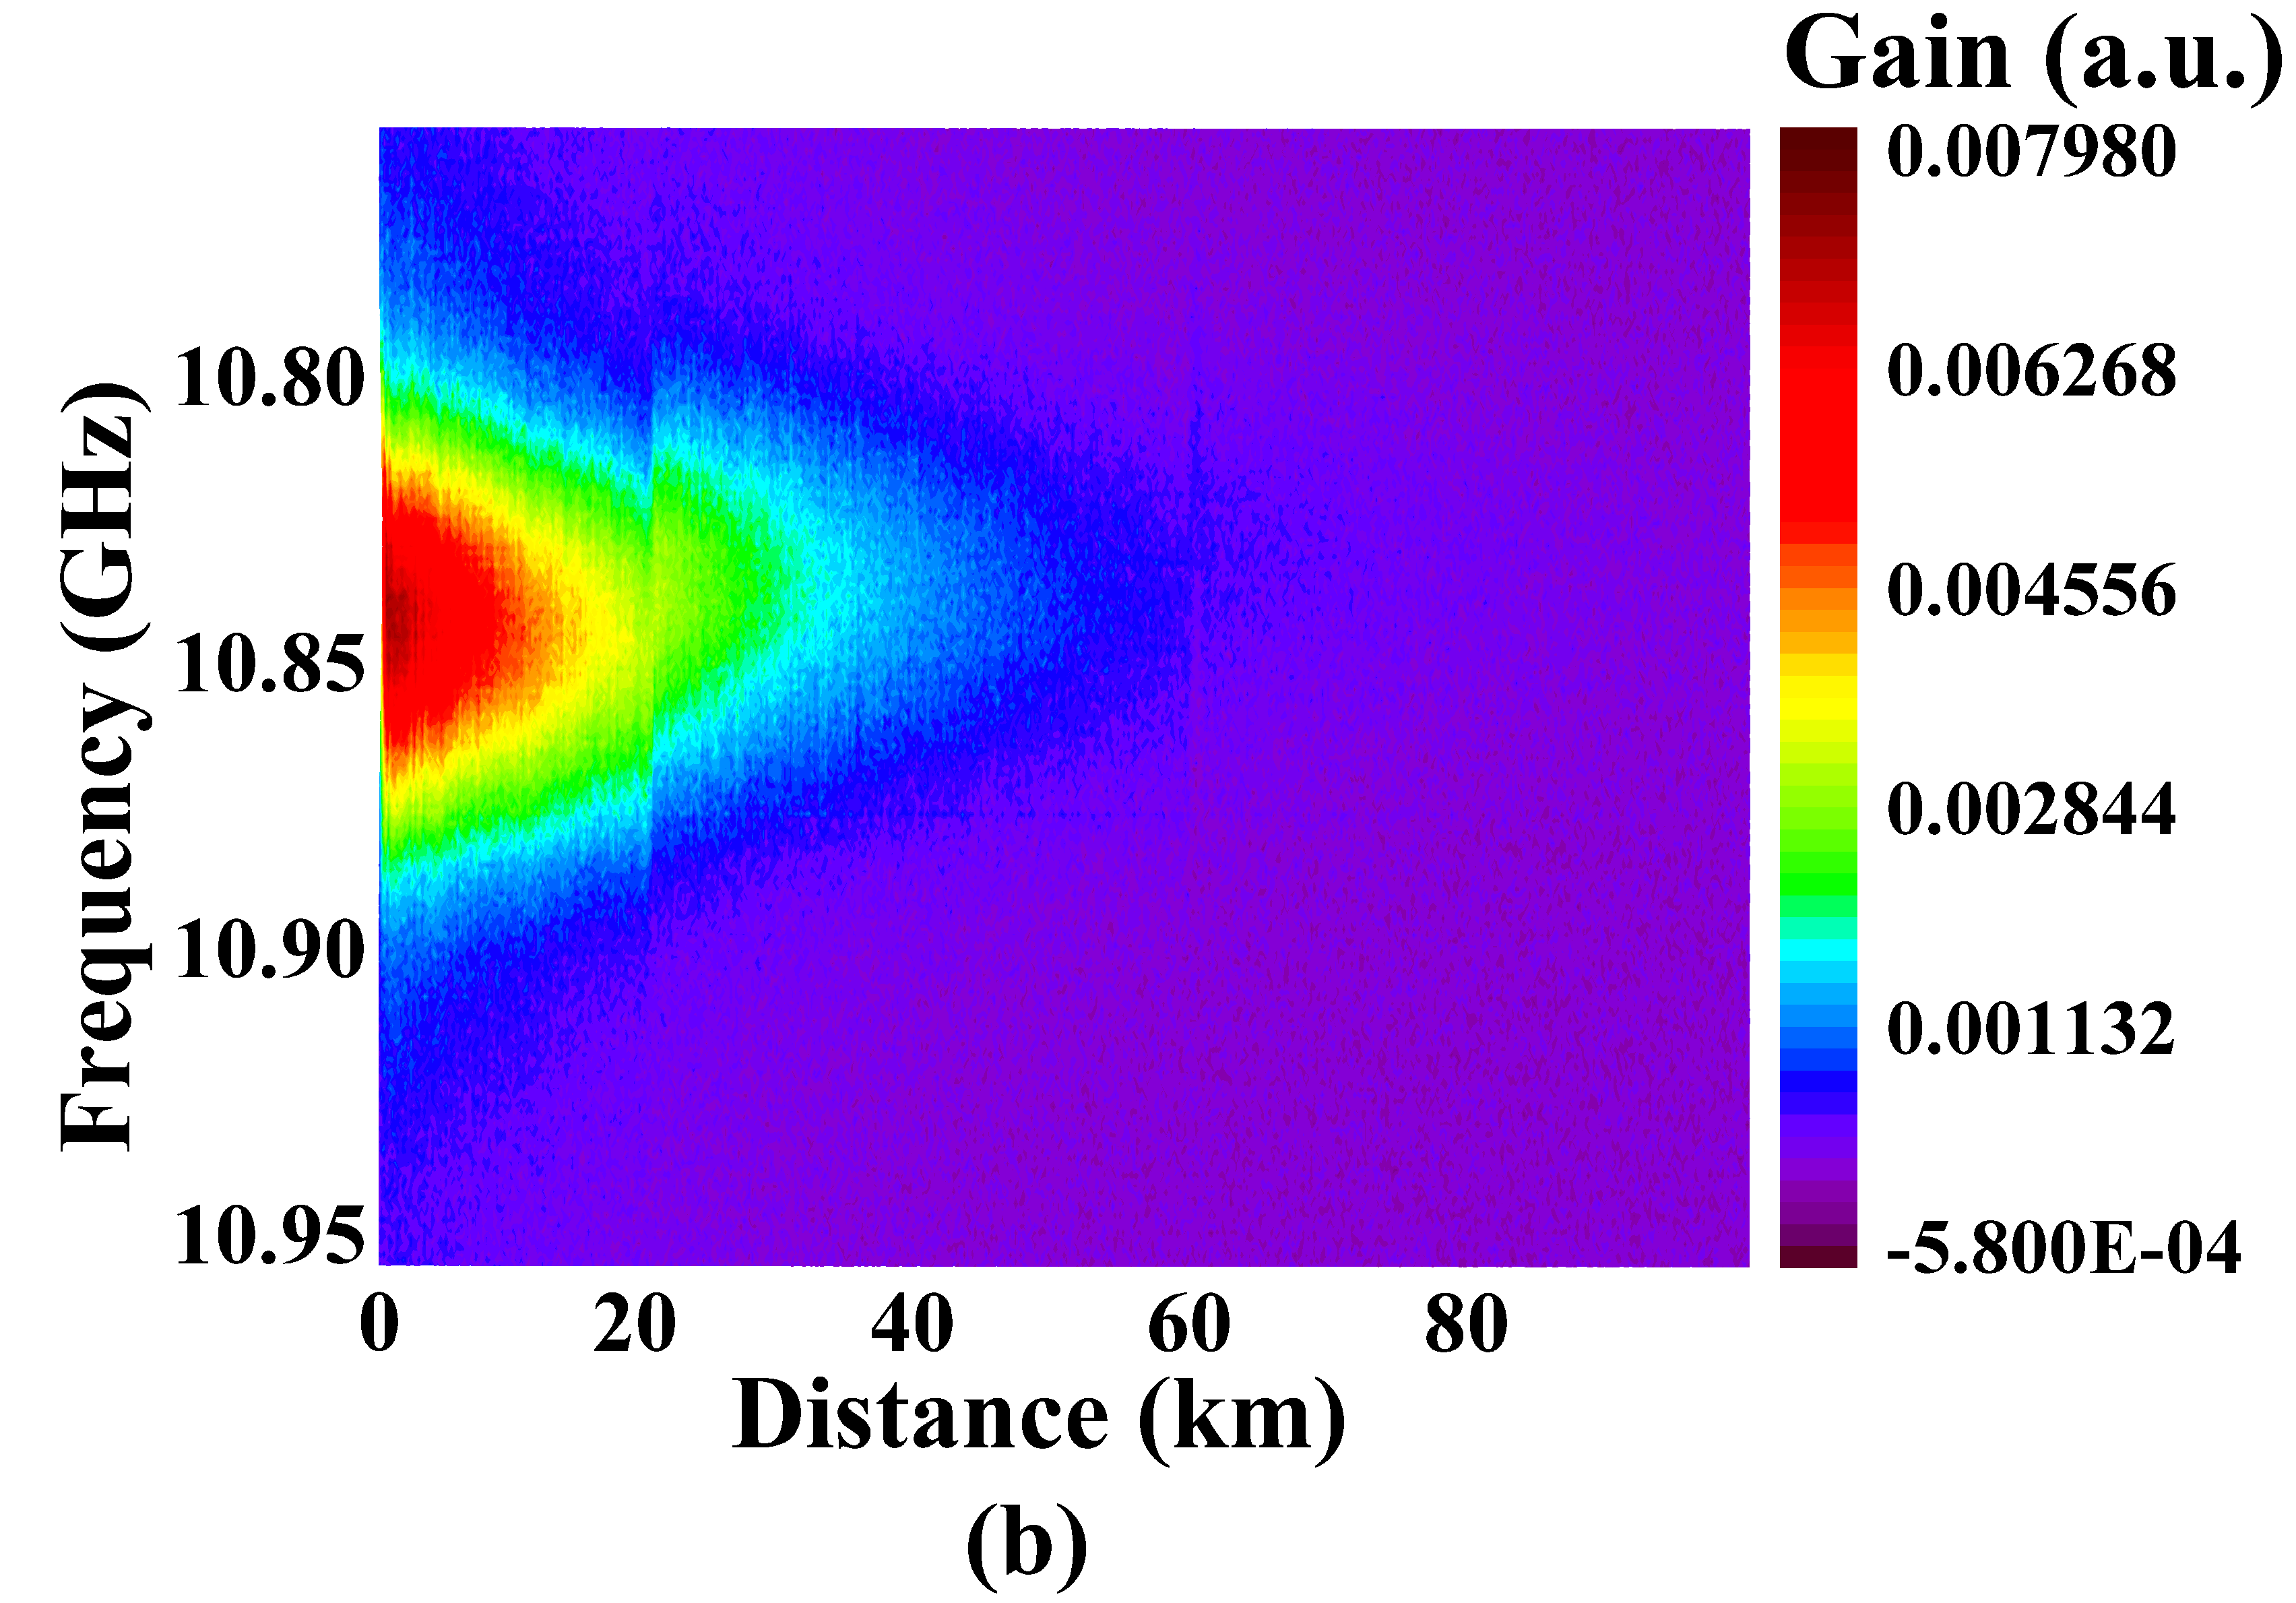 Gain (a.u.)
0.007980
0.006268
0.004556
0.002844
0.001132
-5.800E-04
Frequency (GHz)
10.80
10.85
10.90
10.95
0 20 40 60 80
Distance (km)
(b)